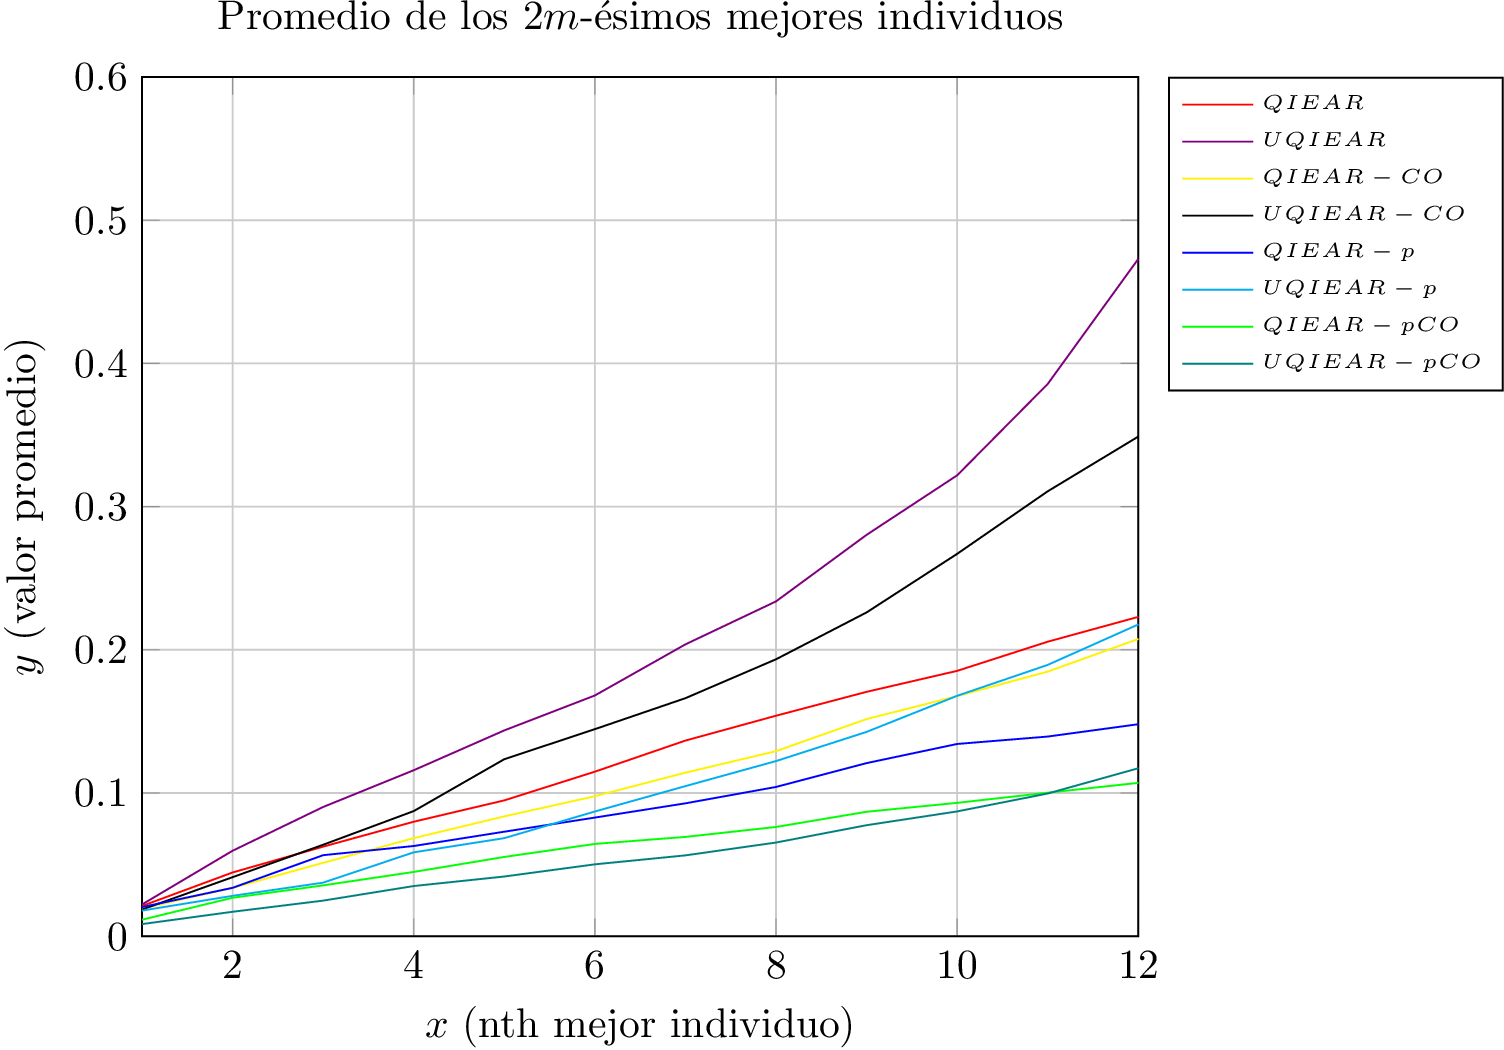 Promedio de los 2m-ésimos mejores individuos
0.6
0.5
0.4
0.3
0.2
0.1
0
y (valor promedio)
2 4 6 8 10 12
x (nth mejor individuo)
QIEAR
UQIEAR
QIEAR − CO
UQIEAR − CO
QIEAR − p
UQIEAR − p
QIEAR − pCO
UQIEAR − pCO